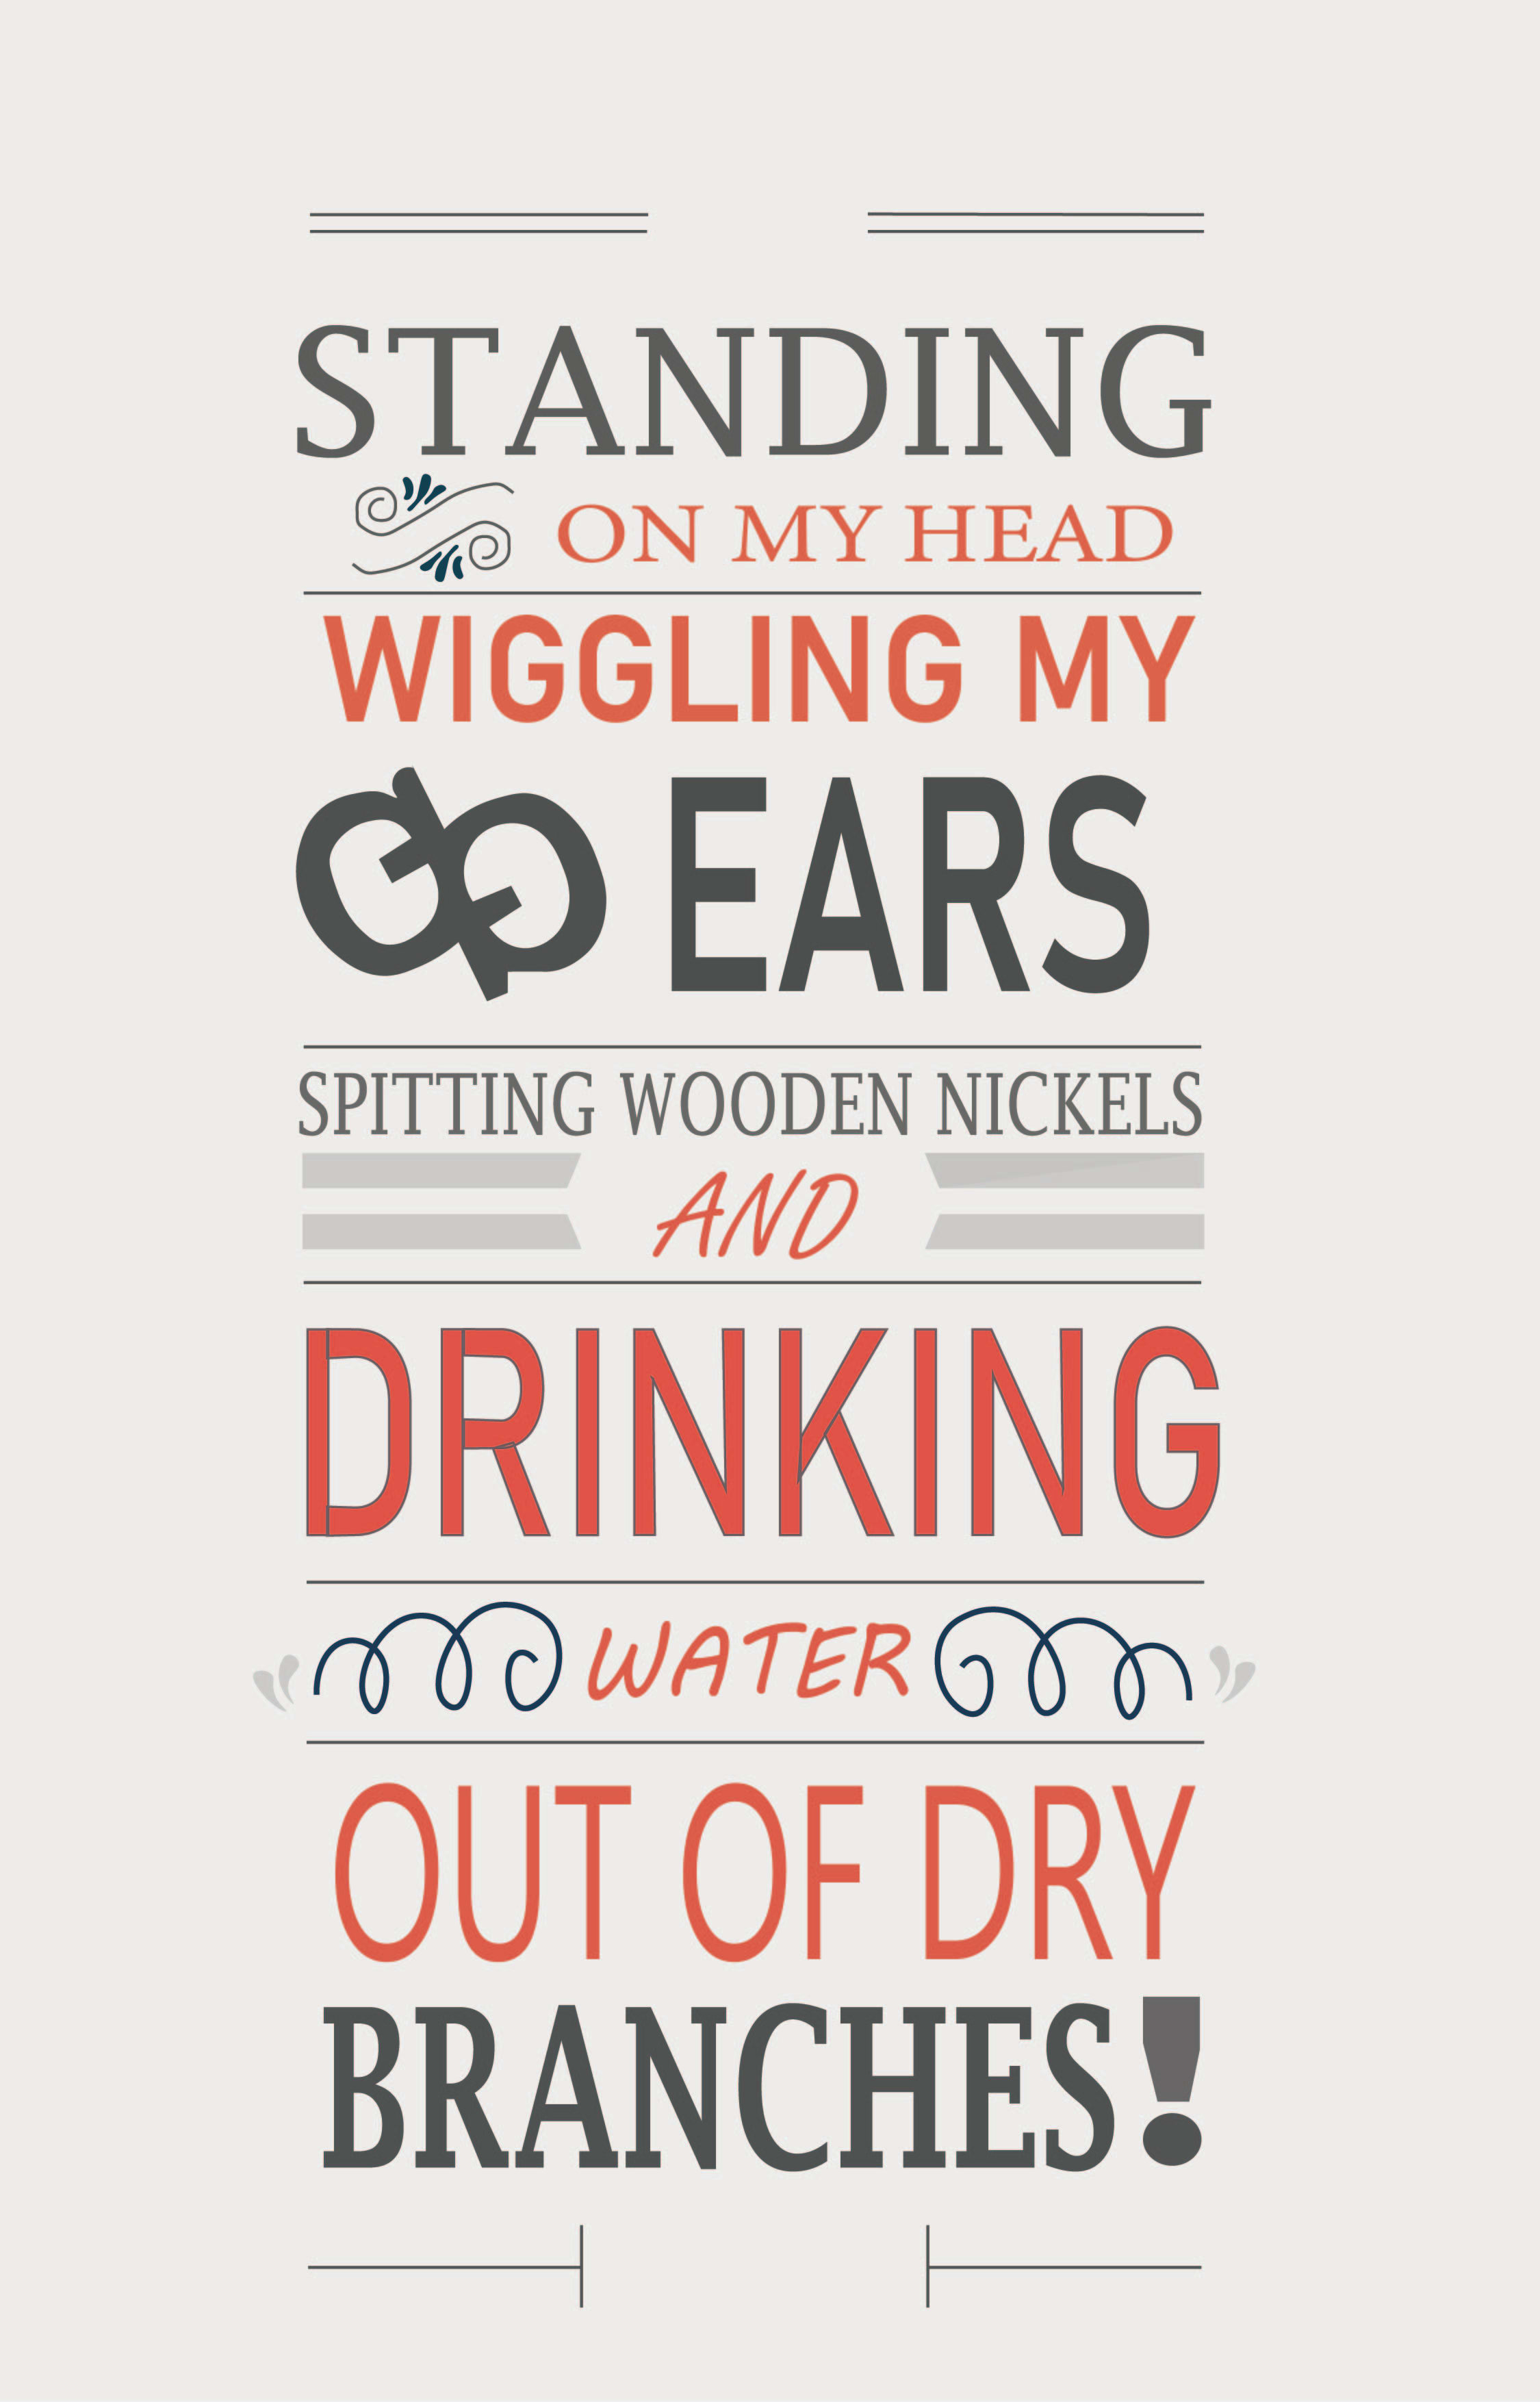 STANDING
ON MY HEAD
WIGGLING MY
EARS
SPITTING WOODEN NICKELS
AND
DRINKING
WATER
OUT OF DRY
BRANCHES!